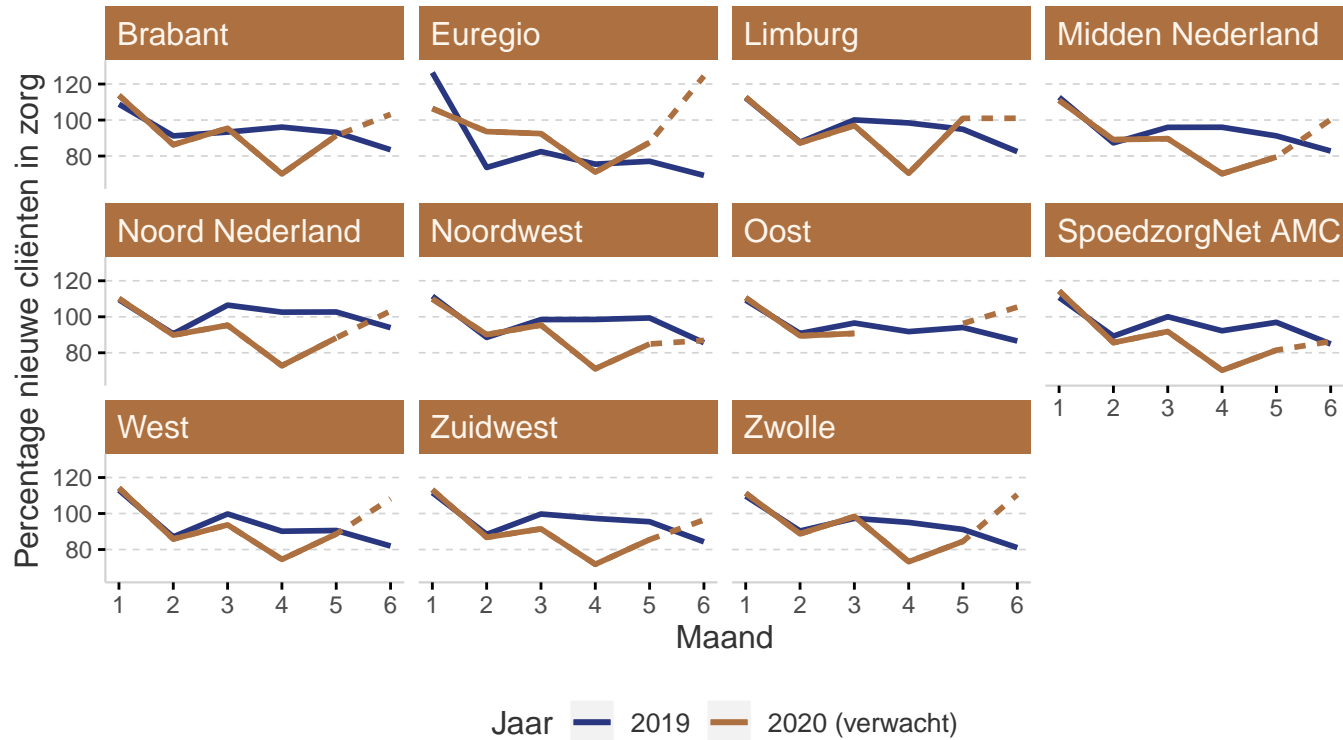 Percentage nieuwe cliënten in zorg
Brabant
Euregio
Limburg
Midden Nederland
120
100
80
Noord Nederland
Noordwest
Oost
SpoedzorgNet AMC
120
100
80
1 2 3 4 5 6
West
Zuidwest
Zwolle
120
100
80
1 2 3 4 5 6
1 2 3 4 5 6
1 2 3 4 5 6
Maand
Jaar 2019 2020 (verwacht)